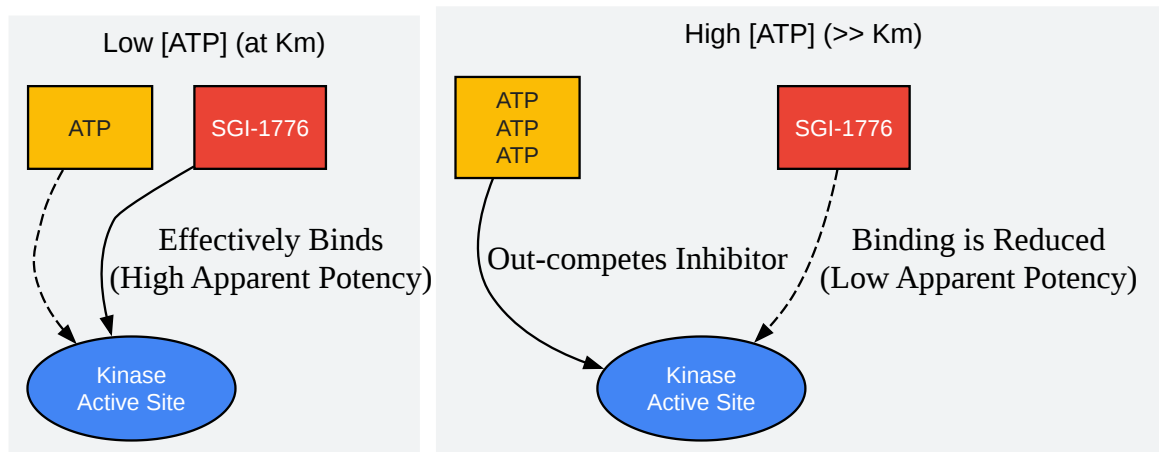 Low [ATP] (at Km)
ATP
SGI-1776
Effectively Binds
(High Apparent Potency)
Kinase
Active Site
High [ATP] (>> Km)
ATP
ATP
ATP
SGI-1776
Out-competes Inhibitor
Binding is Reduced
(Low Apparent Potency)
Kinase
Active Site